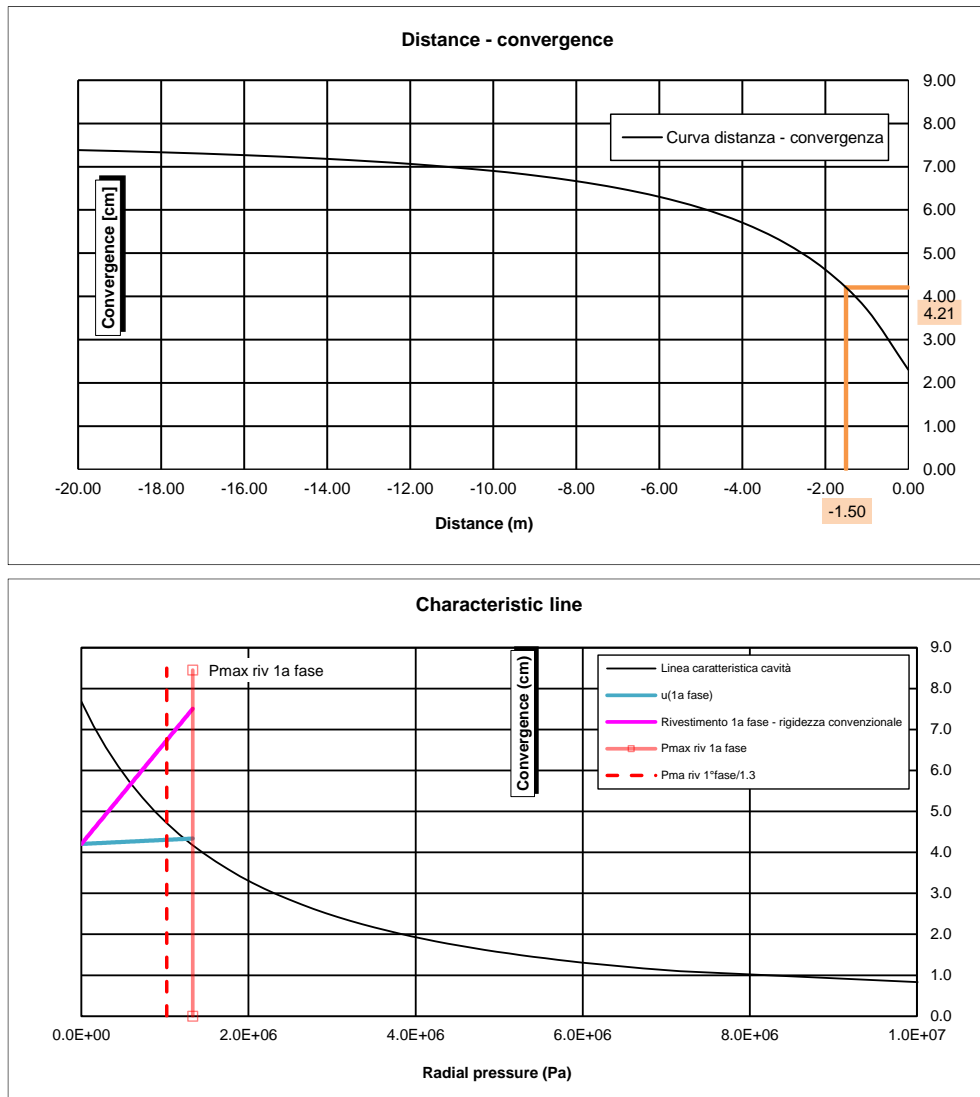 Distance - convergence
9.00
8.00
7.00
6.00
5.00
4.00
4.21
3.00
2.00
1.00
0.00
Curva distanza - convergenza
Convergence [cm]
-20.00 -18.00 -16.00 -14.00 -12.00 -10.00 -8.00 -6.00 -4.00 -2.00 0.00
-1.50
Distance (m)
Characteristic line
Pmax riv 1a fase
Convergence (cm)
Linea caratteristica cavità
u(1a fase)
Rivestimento 1a fase - rigidezza convenzionale
Pmax riv 1a fase
Pma riv 1°fase/1.3
9.0
8.0
7.0
6.0
5.0
4.0
3.0
2.0
1.0
0.0
0.0E+00 2.0E+06 4.0E+06 6.0E+06 8.0E+06 1.0E+07
Radial pressure (Pa)